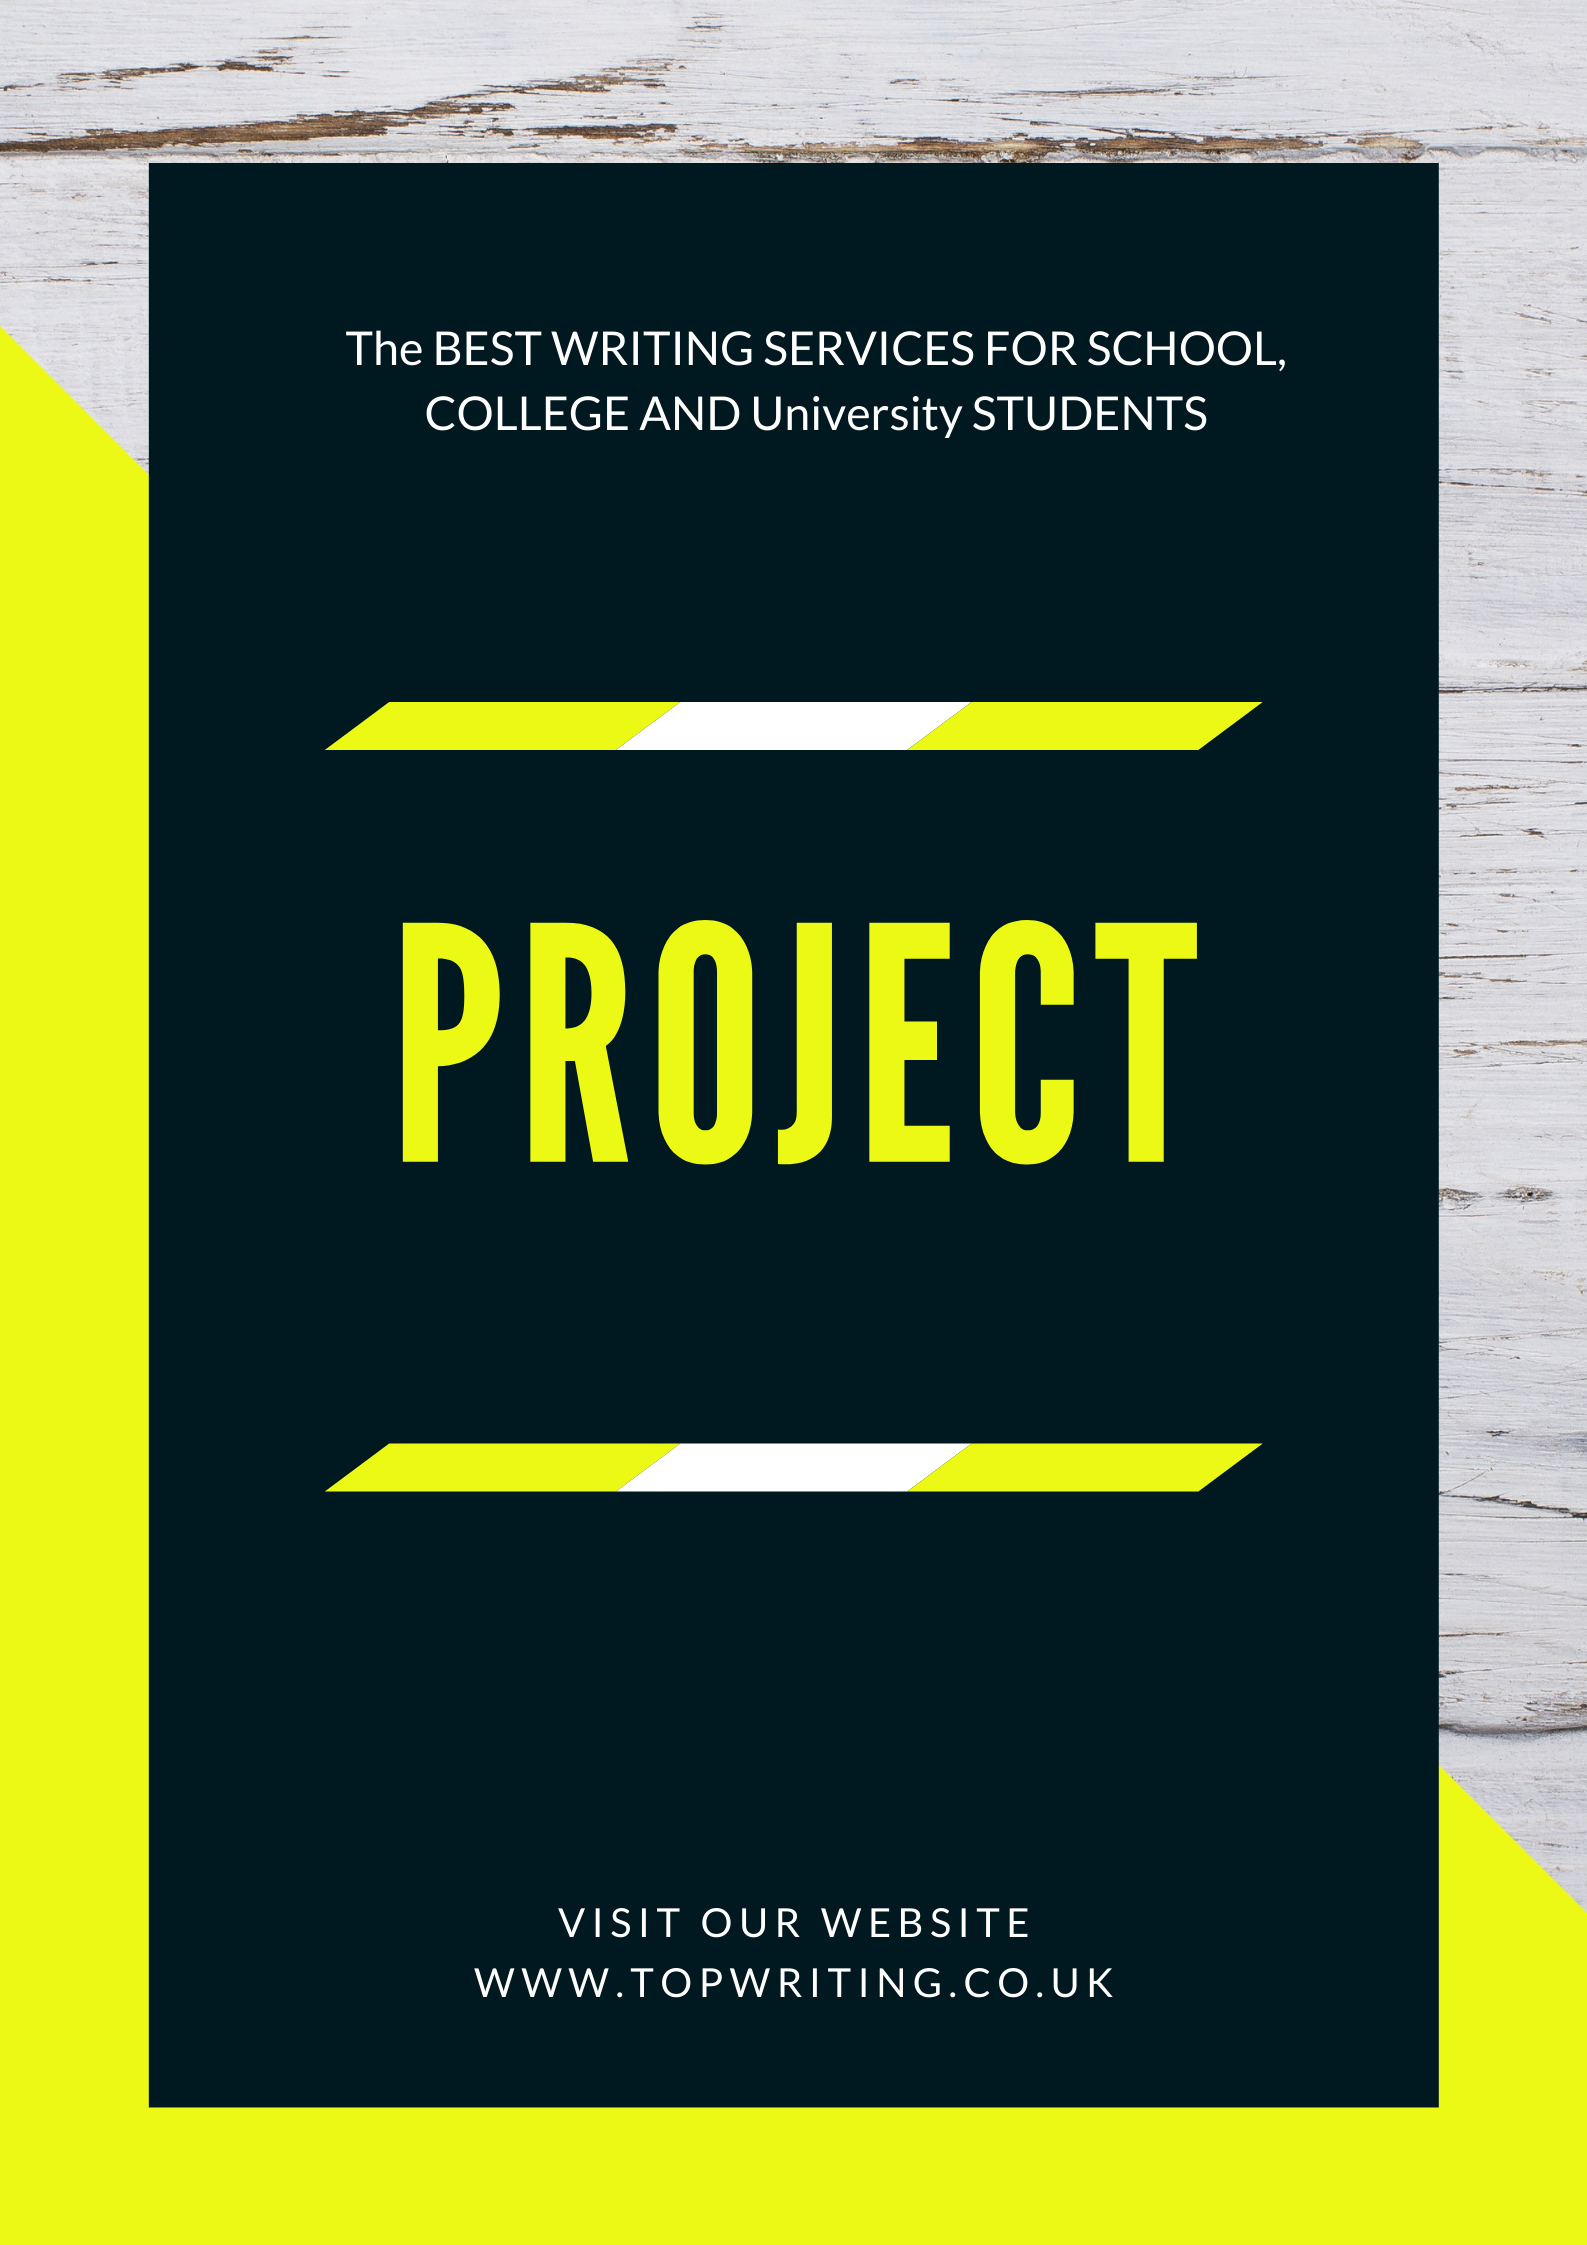 The BEST WRITING SERVICES FOR SCHOOL,
COLLEGE AND University STUDENTS
PROJECT
VISIT OUR WEBSITE
WWW.TOPWRITING.CO.UK